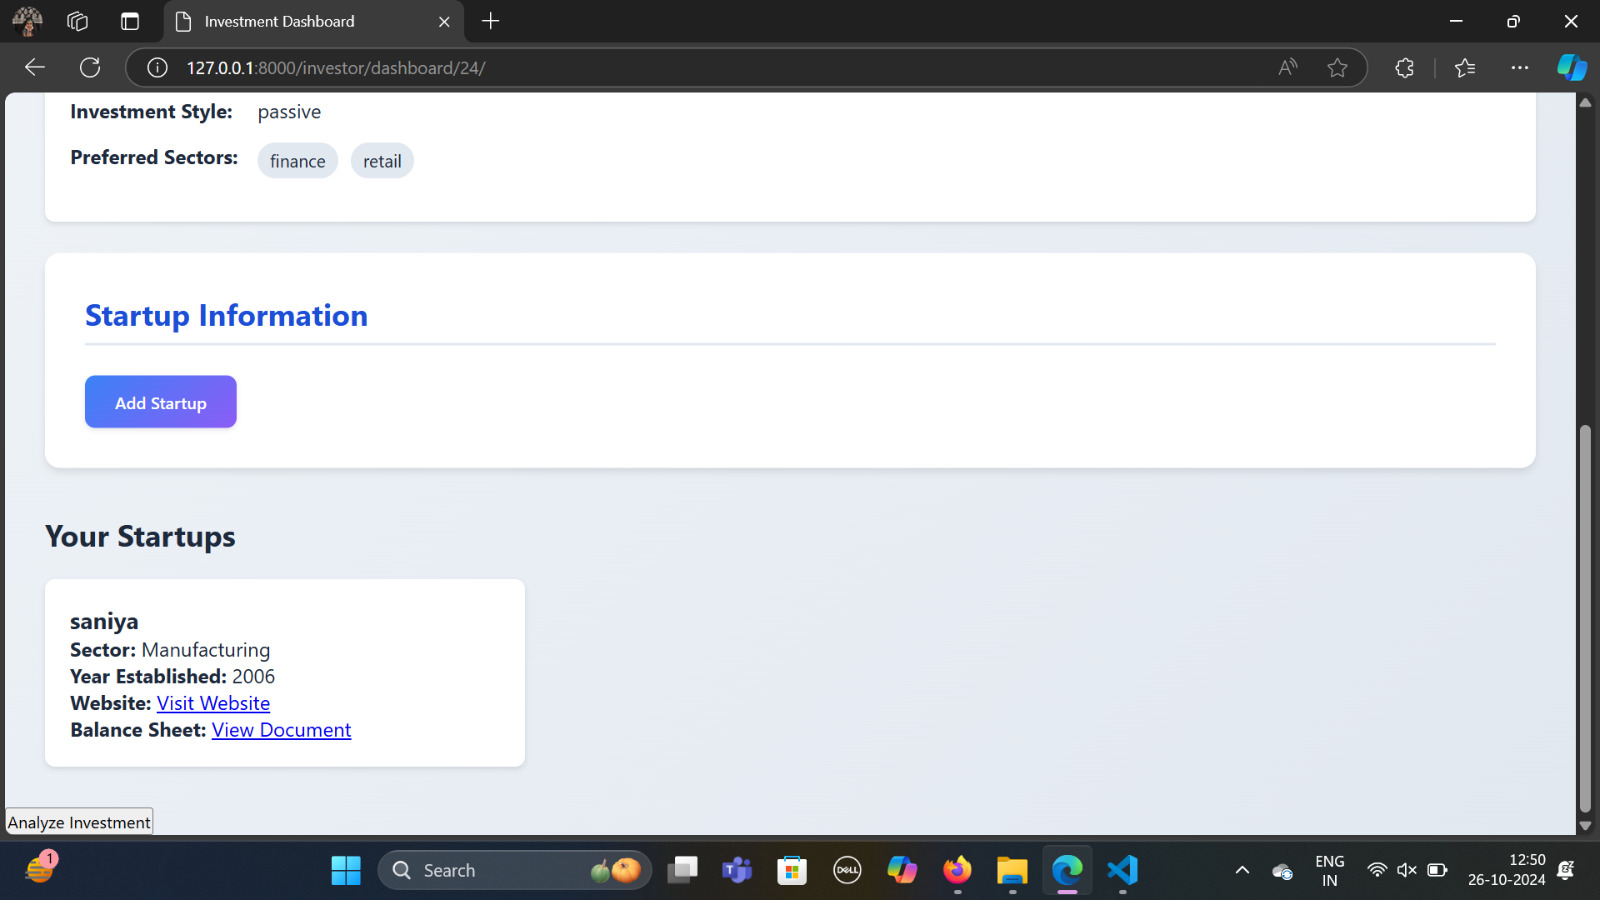 Investment Dashboard
127.0.0.1:8000/investor/dashboard/24/
Investment Style: passive
Preferred Sectors: finance retail
Startup Information
Add Startup
Your Startups
saniya
Sector: Manufacturing
Year Established: 2006
Website: Visit Website
Balance Sheet: View Document
Analyze Investment
1
Search
DELL
ENG
IN
12:50
26-10-2024